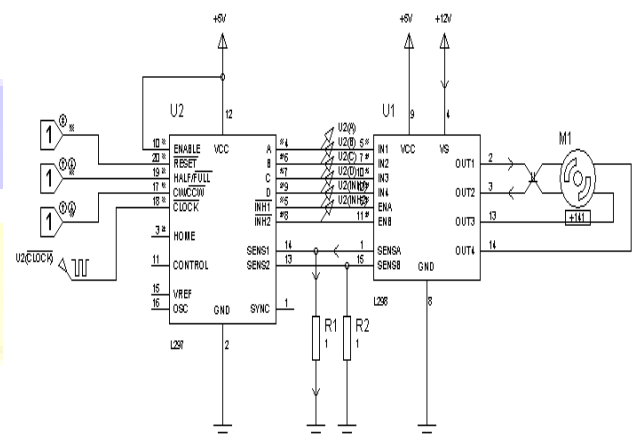 +5V
+5V
+12V
U2
U1
M1
12
9
4
1
1
1
10
ENABLE
20
RESET
19
HALF/FULL
17
CW/CCW
18
CLOCK
3
HOME
11
CONTROL
15
VREF
16
OSC
VCC
GND
2
SYNC
1
L297
A
4
B
6
C
7
D
9
INH1
5
INH2
8
SENS1
14
SENS2
13
U2(A)
U2(B)
U2(C)
U2(D)
U2(INH1)
U2(INH2)
U2(CLOCK)
5
IN1
7
IN2
10
IN3
12
IN4
ENA
11
ENB
1
SENSA
15
SENSB
VCC
VS
GND
8
L298
OUT1
2
OUT2
3
OUT3
13
OUT4
14
+141
R1
1
R2
1